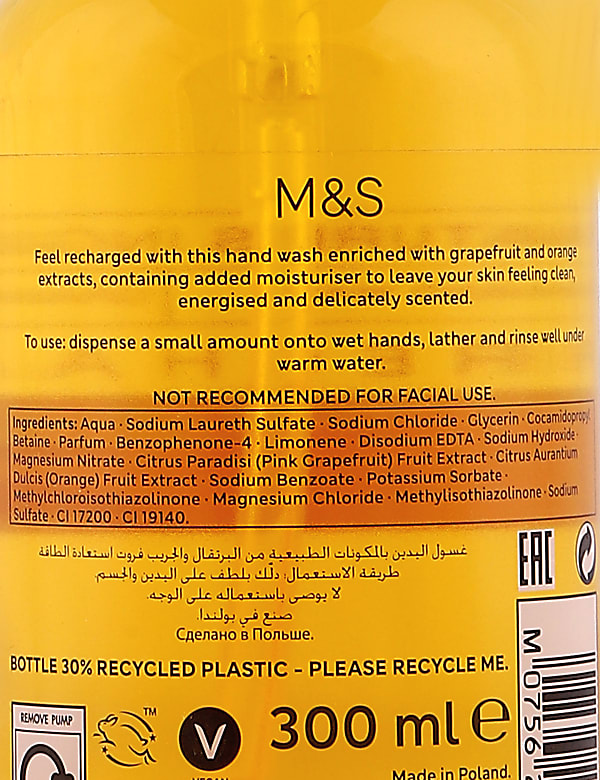 M&S
Feel recharged with this hand wash enriched with grapefruit and orange
extracts, containing added moisturiser to leave your skin feeling clean,
energised and delicately scented.
To use: dispense a small amount onto wet hands, lather and rinse well under
warm water.
NOT RECOMMENDED FOR FACIAL USE.
Ingredients: Aqua · Sodium Laureth Sulfate · Sodium Chloride · Glycerin · Cocamidopropyl
Betaine · Parfum · Benzophenone-4 · Limonene · Disodium EDTA · Sodium Hydroxide ·
Magnesium Nitrate · Citrus Paradisi (Pink Grapefruit) Fruit Extract · Citrus Aurantium
Dulcis (Orange) Fruit Extract · Sodium Benzoate · Potassium Sorbate ·
Methylchloroisothiazolinone · Magnesium Chloride · Methylisothiazolinone · Sodium
Sulfate · CI 17200 · CI 19140.
غسول اليدين بالمكونات الطبيعية من البرتقال والجريب فروت استعادة الطاقة
طريقة الاستعمال: دلّك بلطف على اليدين والجسم.
لا يوصى باستعماله على الوجه.
صنع في بولندا.
Сделано в Польше.
EAC
BOTTLE 30% RECYCLED PLASTIC – PLEASE RECYCLE ME.
REMOVE PUMP
TM
V
VEGAN
300 ml e
Made in Poland.
M 0756